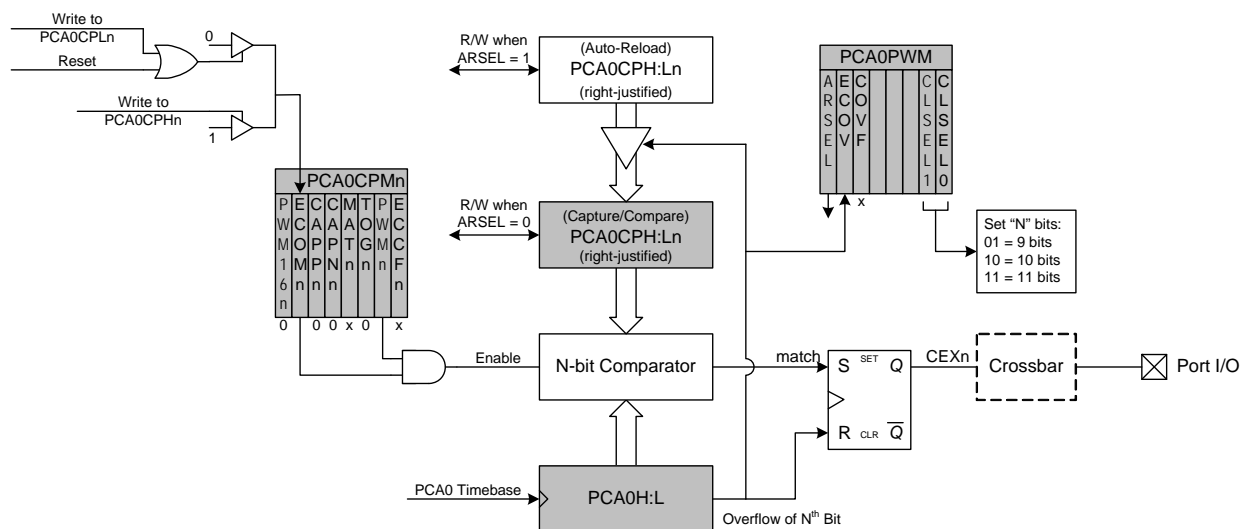 Write to
PCA0CPLn
Reset
0
Write to
PCA0CPHn
1
R/W when
ARSEL = 1
(Auto-Reload)
PCA0CPH:Ln
(right-justified)
PCA0PWM
ARSEL
ECOV
COVF
CLSEL1
CLSEL0
x
Set “N” bits:
01 = 9 bits
10 = 10 bits
11 = 11 bits
PCA0CPMn
PWM16n
ECOMn
CAPPn
CAPNn
MATn
TOGn
PWMn
ECCFn
0 0 0 x 0 x
R/W when
ARSEL = 0
(Capture/Compare)
PCA0CPH:Ln
(right-justified)
Enable
N-bit Comparator
match
S SET Q
R CLR Q
CEXn
Crossbar
Port I/O
PCA0 Timebase
PCA0H:L
Overflow of Nth Bit